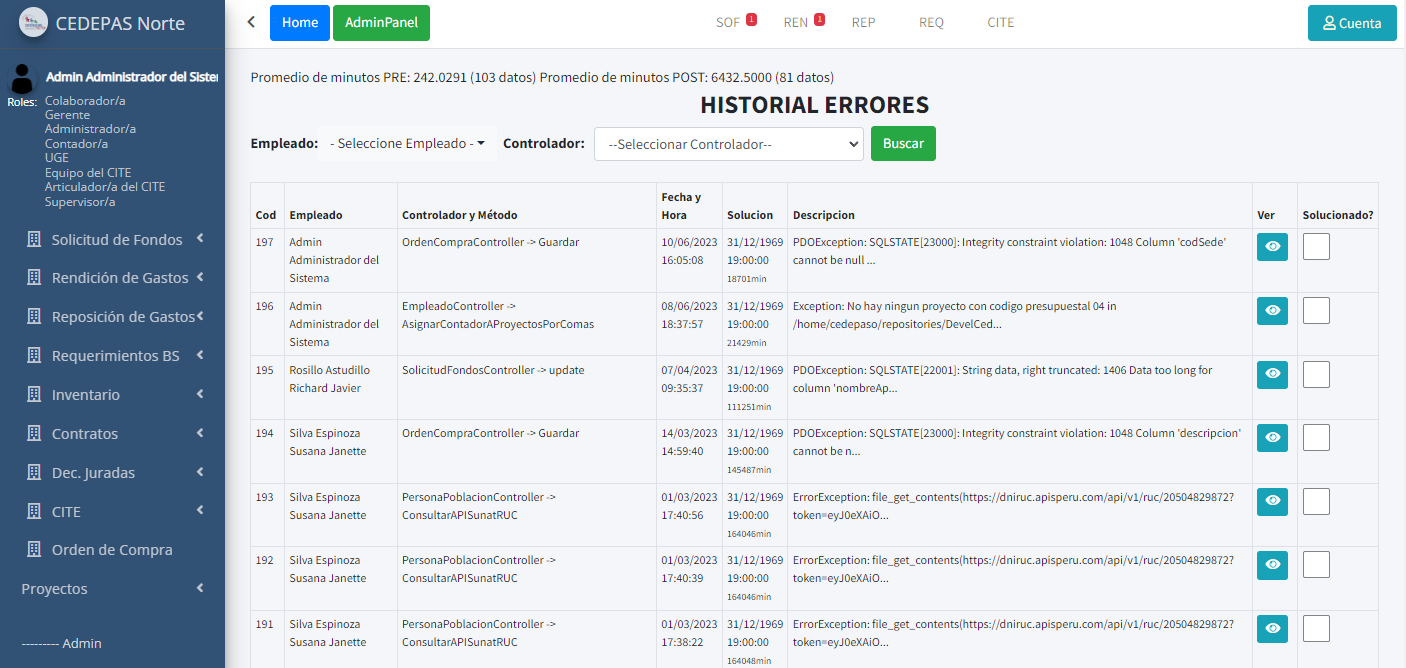 CEDEPAS Norte
Admin Administrador del Sister
Roles:
Colaborador/a
Gerente
Administrador/a
Contador/a
UGE
Equipo del CITE
Articulador/a del CITE
Supervisor/a
Solicitud de Fondos
Rendición de Gastos
Reposición de Gastos
Requerimientos BS
Inventario
Contratos
Dec. Juradas
CITE
Orden de Compra
Proyectos
--------- Admin
Home AdminPanel SOF 1 REN 1 REP REQ CITE Cuenta
Promedio de minutos PRE: 242.0291 (103 datos) Promedio de minutos POST: 6432.5000 (81 datos)
HISTORIAL ERRORES
Empleado: - Seleccione Empleado - Controlador: --Seleccionar Controlador-- Buscar
Cod Empleado Controlador y Método Fecha y Hora Solucion Descripcion Ver Solucionado?
197 Admin OrdenCompraController -> Guardar 10/06/2023 31/12/1969 PDOException: SQLSTATE[23000]: Integrity constraint violation: 1048 Column 'codSede'
Administrador del 16:05:08 19:00:00 cannot be null ...
Sistema 18701min
196 Admin EmpleadoController -> 08/06/2023 31/12/1969 Exception: No hay ningun proyecto con codigo presupuestal 04 in
Administrador del AsignarContadorAProyectosPorComas 18:37:57 19:00:00 /home/cedepaso/repositories/DevelCed...
Sistema 21429min
195 Rosillo Astudillo SolicitudFondosController -> update 07/04/2023 31/12/1969 PDOException: SQLSTATE[22001]: String data, right truncated: 1406 Data too long for
Richard Javier 09:35:37 19:00:00 column 'nombreAp...
111251min
194 Silva Espinoza OrdenCompraController -> Guardar 14/03/2023 31/12/1969 PDOException: SQLSTATE[23000]: Integrity constraint violation: 1048 Column 'descripcion'
Susana Janette 14:59:40 19:00:00 cannot be n...
145487min
193 Silva Espinoza PersonaPoblacionController -> 01/03/2023 31/12/1969 ErrorException: file_get_contents(https://dniruc.apisperu.com/api/v1/ruc/20504829872?
Susana Janette ConsultarAPISunatRUC 17:40:56 19:00:00 token=eyJ0eXAiO...
164046min
192 Silva Espinoza PersonaPoblacionController -> 01/03/2023 31/12/1969 ErrorException: file_get_contents(https://dniruc.apisperu.com/api/v1/ruc/20504829872?
Susana Janette ConsultarAPISunatRUC 17:40:39 19:00:00 token=eyJ0eXAiO...
164046min
191 Silva Espinoza PersonaPoblacionController -> 01/03/2023 31/12/1969 ErrorException: file_get_contents(https://dniruc.apisperu.com/api/v1/ruc/20504829872?
Susana Janette ConsultarAPISunatRUC 17:38:22 19:00:00 token=eyJ0eXAiO...
164048min